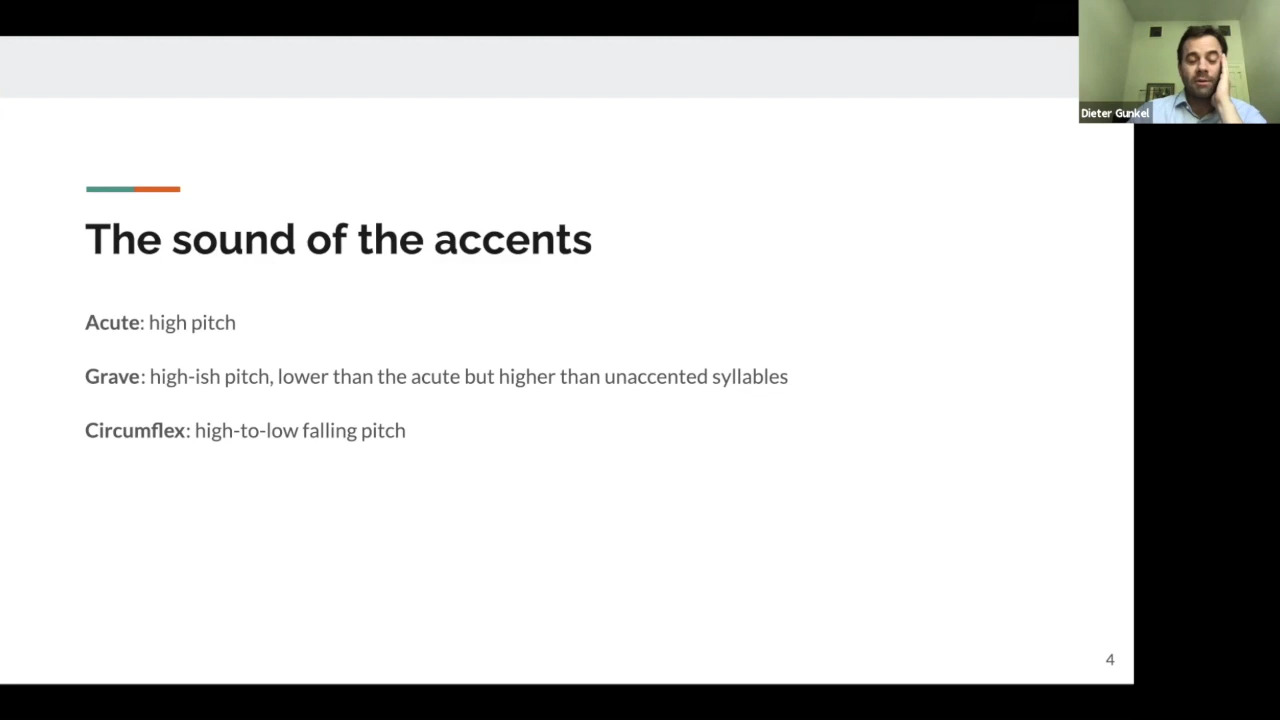 Dieter Gunkel
The sound of the accents
Acute: high pitch
Grave: high-ish pitch, lower than the acute but higher than unaccented syllables
Circumflex: high-to-low falling pitch
4